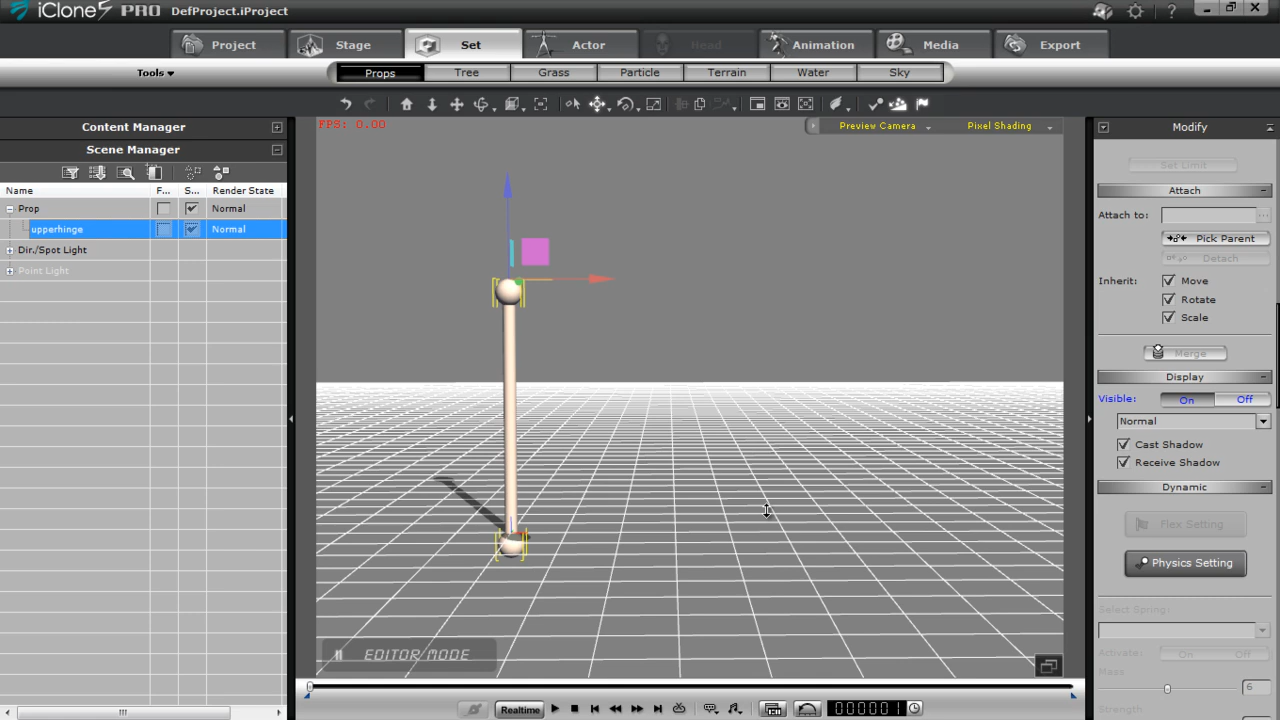 iClone5 PRO DefProject.iProject
Project Stage Set Actor Head Animation Media Export
Tools Props Tree Grass Particle Terrain Water Sky
Content Manager
Scene Manager
Name F... S... Render State
Prop Normal
upperhinge Normal
Dir./Spot Light
Point Light
FPS: 0.00
Preview Camera Pixel Shading
EDITOR MODE
Realtime 0000001
Modify
Set Limit
Attach
Attach to:
Pick Parent
Detach
Inherit: Move
Rotate
Scale
Merge
Display
Visible: On Off
Normal
Cast Shadow
Receive Shadow
Dynamic
Flex Setting
Physics Setting
Select Spring:
Activate: On Off
Mass
6
Strength